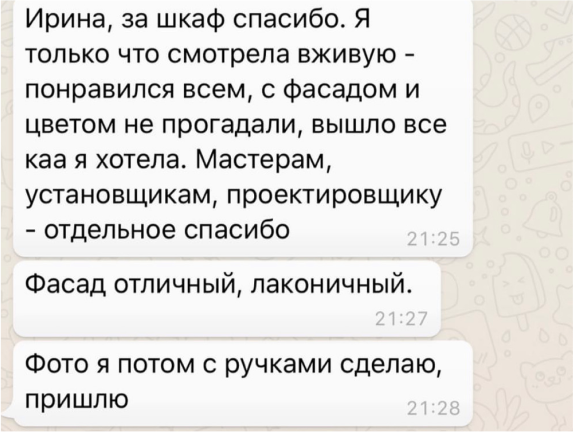 Ирина, за шкаф спасибо. Я
только что смотрела вживую -
понравился всем, с фасадом и
цветом не прогадали, вышло все
каа я хотела. Мастерам,
установщикам, проектировщику
- отдельное спасибо
21:25
Фасад отличный, лаконичный.
21:27
Фото я потом с ручками сделаю,
пришлю
21:28